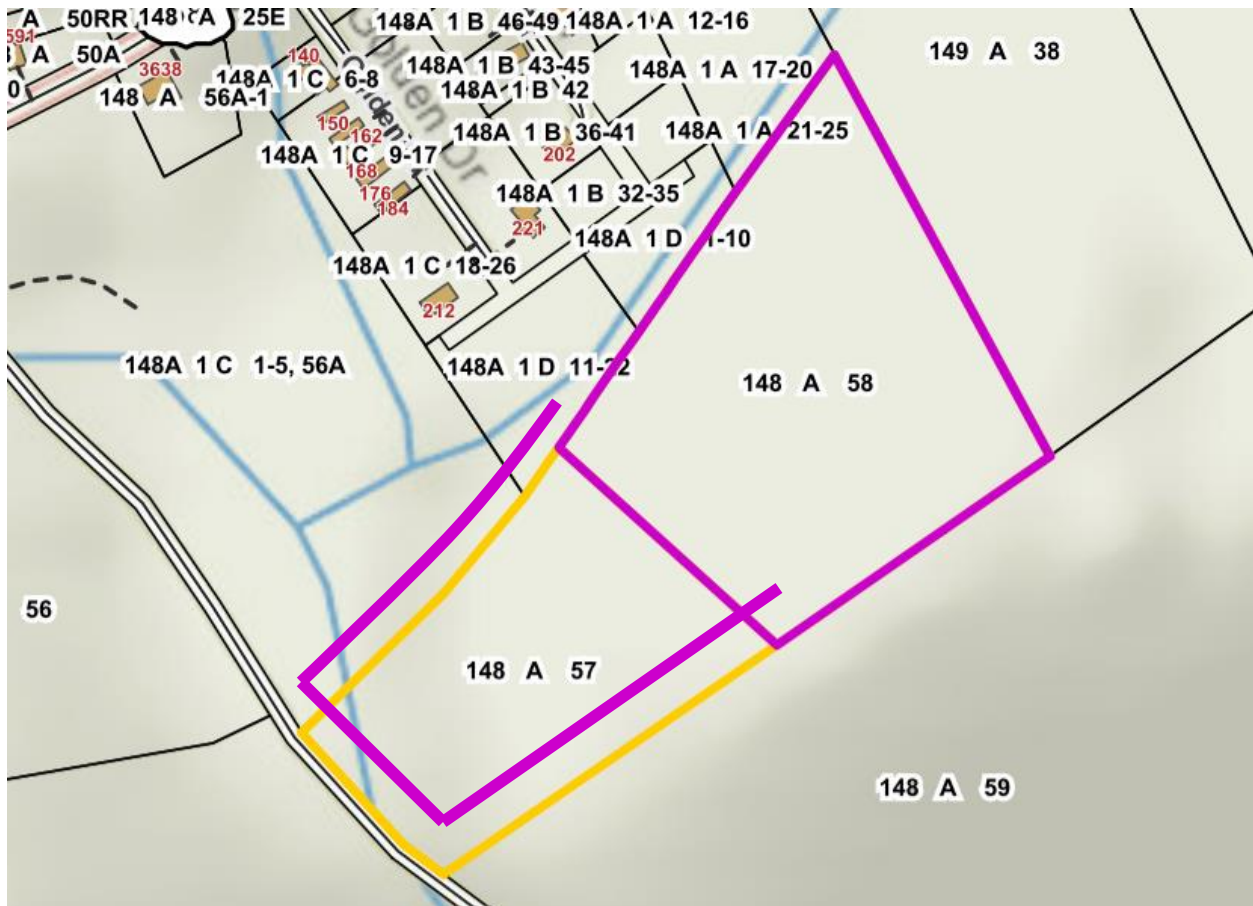 A 50RR 148 A 25E
148A 1 B 46-49 148A 1 A 12-16
591
A 50A
140
149 A 38
3638
148A 1 C 6-8
148A 1 B 43-45
148A 1 A 17-20
0
148 A 56A-1
148A 1 B 42
150
162
148A 1 B 36-41
148A 1 A 21-25
148A 1 C 9-17
202
168
176
184
148A 1 B 32-35
221
148A 1 D 1-10
148A 1 C 18-26
212
148A 1 C 1-5, 56A
148A 1 D 11-22
148 A 58
56
148 A 57
148 A 59